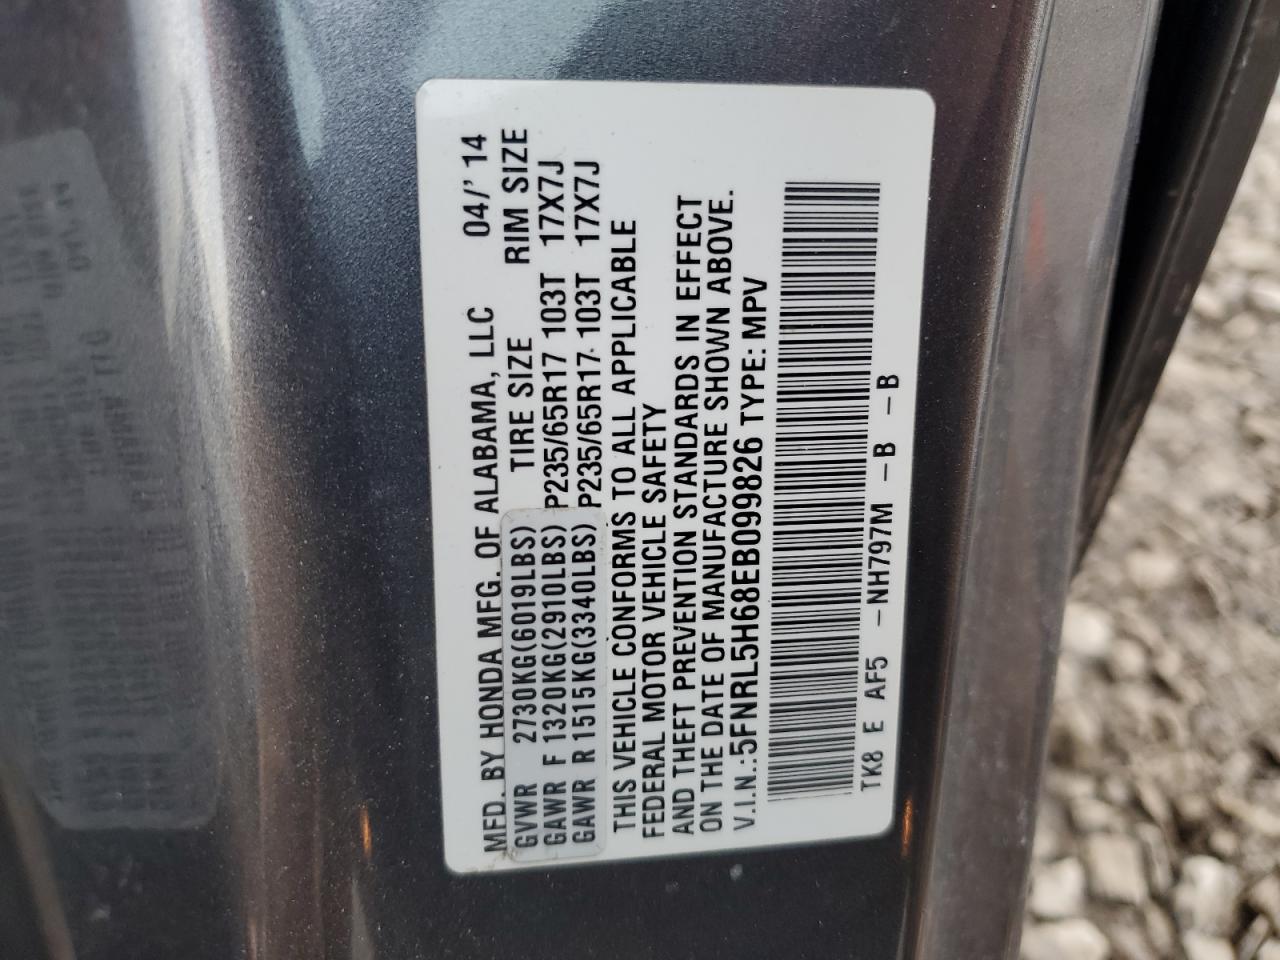 MFD. BY HONDA MFG. OF ALABAMA, LLC 04/' 14
GVWR 2730KG(6019LBS) TIRE SIZE RIM SIZE
GAWR F 1320KG(2910LBS) P235/65R17 103T 17X7J
GAWR R 1515KG(3340LBS) P235/65R17 103T 17X7J
THIS VEHICLE CONFORMS TO ALL APPLICABLE
FEDERAL MOTOR VEHICLE SAFETY
AND THEFT PREVENTION STANDARDS IN EFFECT
ON THE DATE OF MANUFACTURE SHOWN ABOVE.
V.I.N.:5FNRL5H68EB099826 TYPE: MPV
TK8 E AF5 -NH797M -B -B